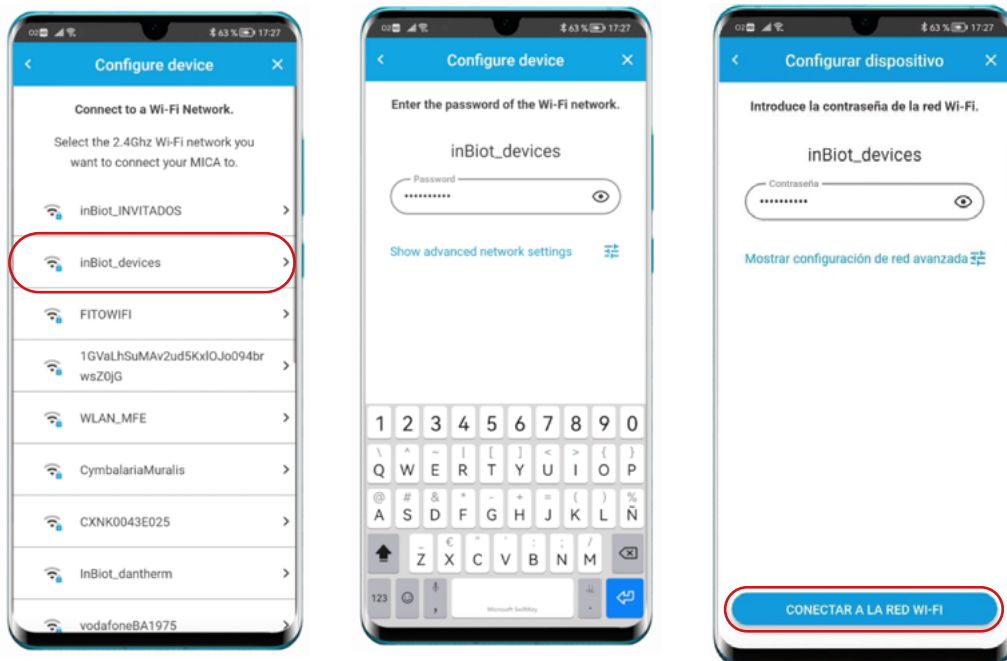 63 % 17:27
Configure device
Connect to a Wi-Fi Network.
Select the 2.4Ghz Wi-Fi network you
want to connect your MICA to.
inBiot_INVITADOS
inBiot_devices
FITOWIFI
1GVaLhSuMAv2ud5KxlOJo094br
wsZ0jG
WLAN_MFE
CymbalariaMuralis
CXNK0043E025
InBiot_dantherm
vodafoneBA1975
63 % 17:27
Configure device
Enter the password of the Wi-Fi network.
inBiot_devices
Password
••••••••••
Show advanced network settings
1 2 3 4 5 6 7 8 9 0
\ ^ ~ | [ ] < > { }
Q W E R T Y U I O P
@ # & * - + = ( ) %
A S D F G H J K L Ñ
_ € " ' : ; /
Z X C V B N M
123 , Microsoft SwiftKey .
63 % 17:27
Configurar dispositivo
Introduce la contraseña de la red Wi-Fi.
inBiot_devices
Contraseña
••••••••••
Mostrar configuración de red avanzada
CONECTAR A LA RED WI-FI